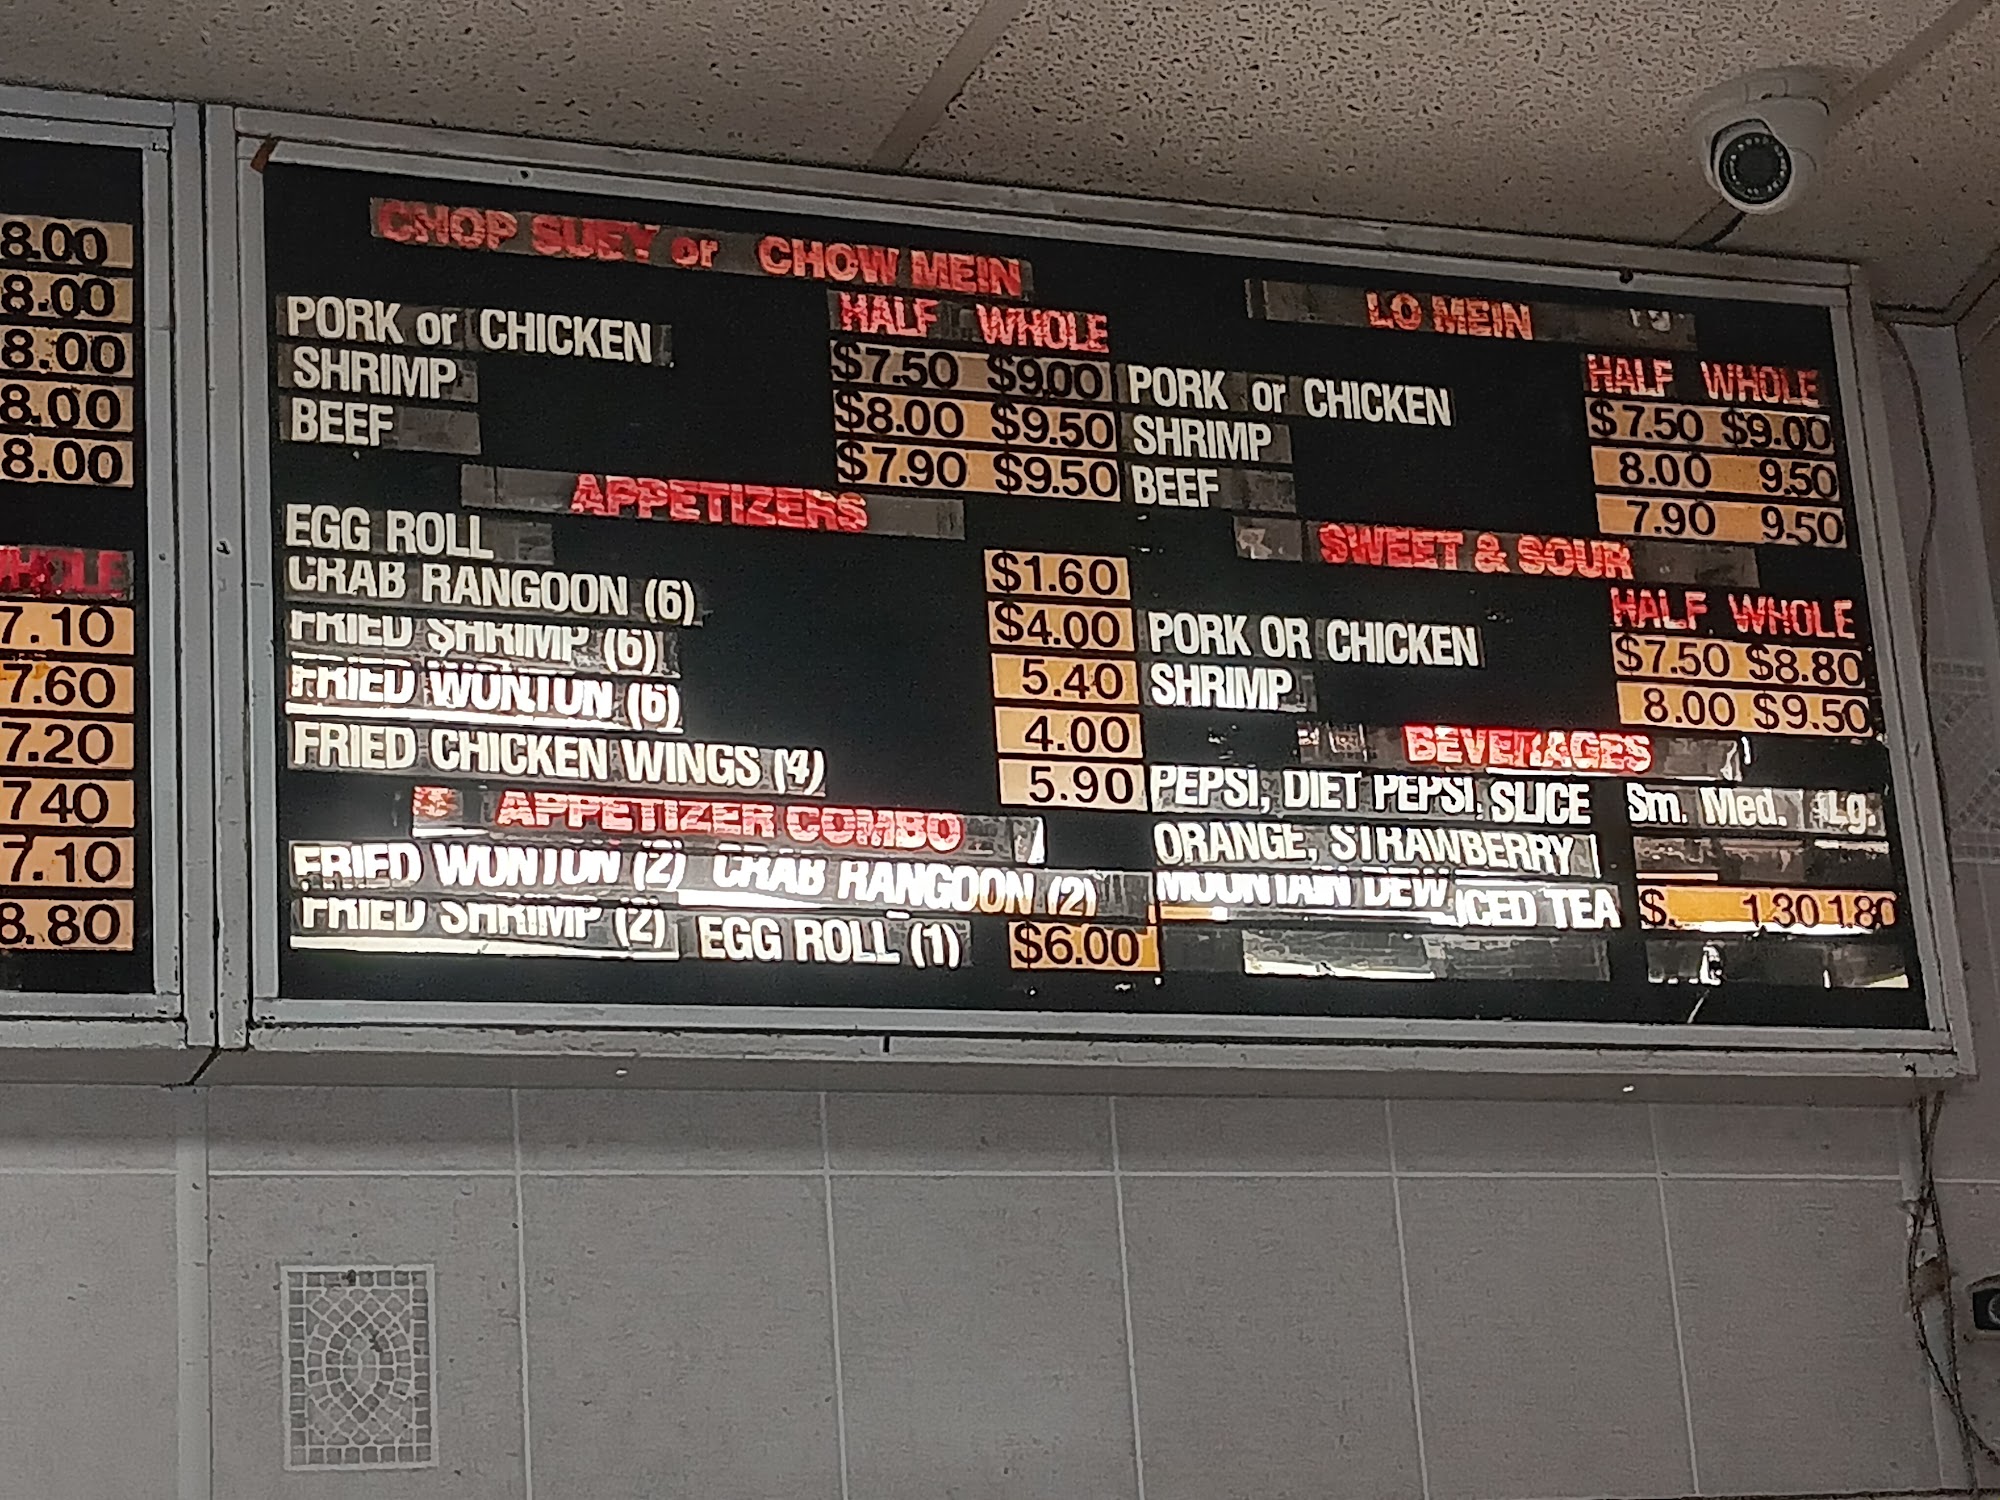 8.00
8.00
8.00
8.00
8.00
WHOLE
7.10
7.60
7.20
7.40
7.10
8.80
CHOP SUEY or CHOW MEIN
HALF WHOLE
PORK or CHICKEN $7.50 $9.00
SHRIMP $8.00 $9.50
BEEF $7.90 $9.50
APPETIZERS
EGG ROLL $1.60
CRAB RANGOON (6) $4.00
FRIED SHRIMP (6) 5.40
FRIED WONTON (6) 4.00
FRIED CHICKEN WINGS (4) 5.90
APPETIZER COMBO
FRIED WONTON (2) CRAB RANGOON (2)
FRIED SHRIMP (2) EGG ROLL (1) $6.00
LO MEIN
HALF WHOLE
PORK or CHICKEN $7.50 $9.00
SHRIMP 8.00 9.50
BEEF 7.90 9.50
SWEET & SOUR
HALF WHOLE
PORK OR CHICKEN $7.50 $8.80
SHRIMP 8.00 $9.50
BEVERAGES
PEPSI, DIET PEPSI, SLICE Sm. Med. Lg.
ORANGE, STRAWBERRY
MOUNTAIN DEW, ICED TEA $. 1.30 1.80